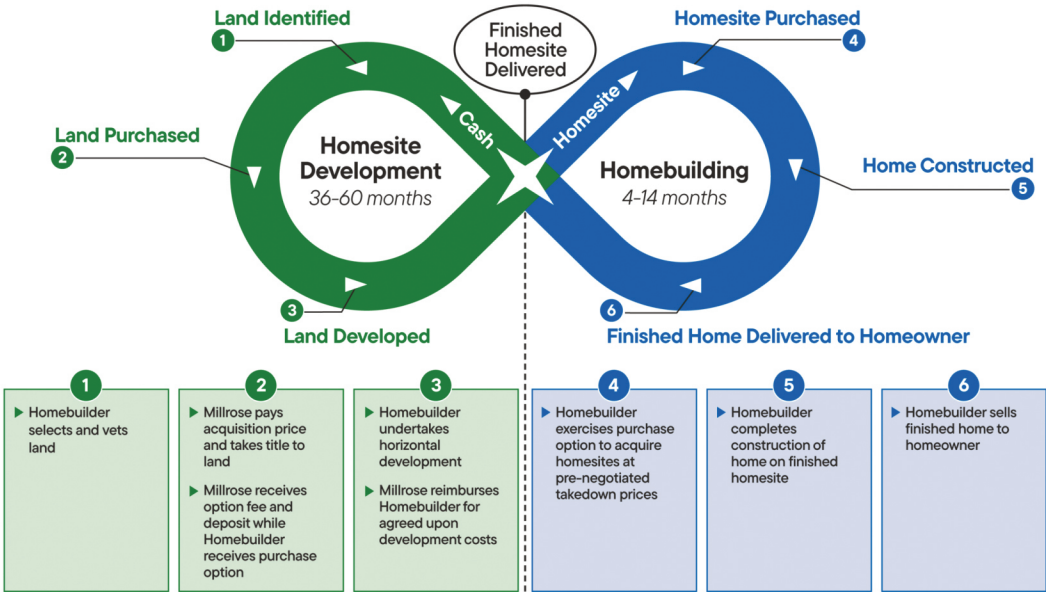 Land Identified
1
Finished
Homesite
Delivered
Homesite Purchased
4
Cash
Homesite
Land Purchased
2
Homesite
Development
36-60 months
Homebuilding
4-14 months
Home Constructed
5
3
Land Developed
6
Finished Home Delivered to Homeowner
1
Homebuilder
selects and vets
land
2
Millrose pays
acquisition price
and takes title to
land
Millrose receives
option fee and
deposit while
Homebuilder
receives purchase
option
3
Homebuilder
undertakes
horizontal
development
Millrose reimburses
Homebuilder for
agreed upon
development costs
4
Homebuilder
exercises purchase
option to acquire
homesites at
pre-negotiated
takedown prices
5
Homebuilder
completes
construction of
home on finished
homesite
6
Homebuilder sells
finished home to
homeowner